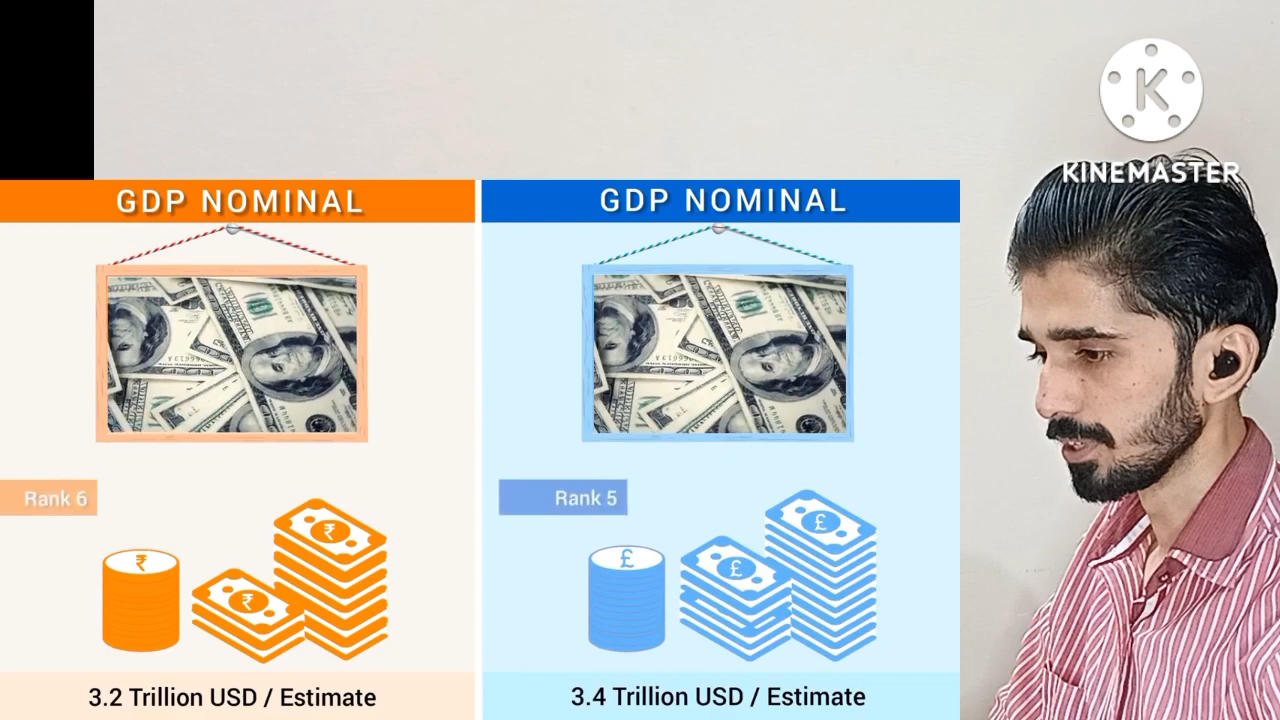 K
KINEMASTER
GDP NOMINAL
GDP NOMINAL
Rank 6
Rank 5
₹
₹
₹
£
£
£
3.2 Trillion USD / Estimate
3.4 Trillion USD / Estimate